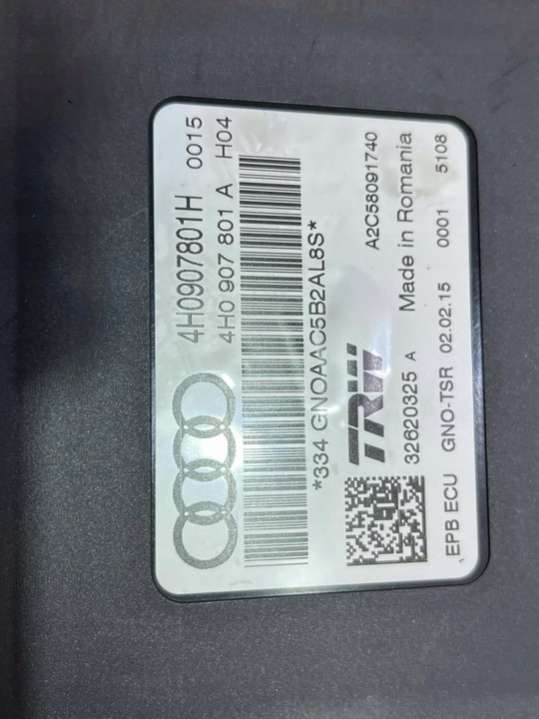 4H0907801H 0015
4H0 907 801 A H04
*334 GNOAAC5B2AL8S*
TRW A2C58091740
32620325 A Made in Romania
EPB ECU GNO-TSR 02.02.15 0001 5108